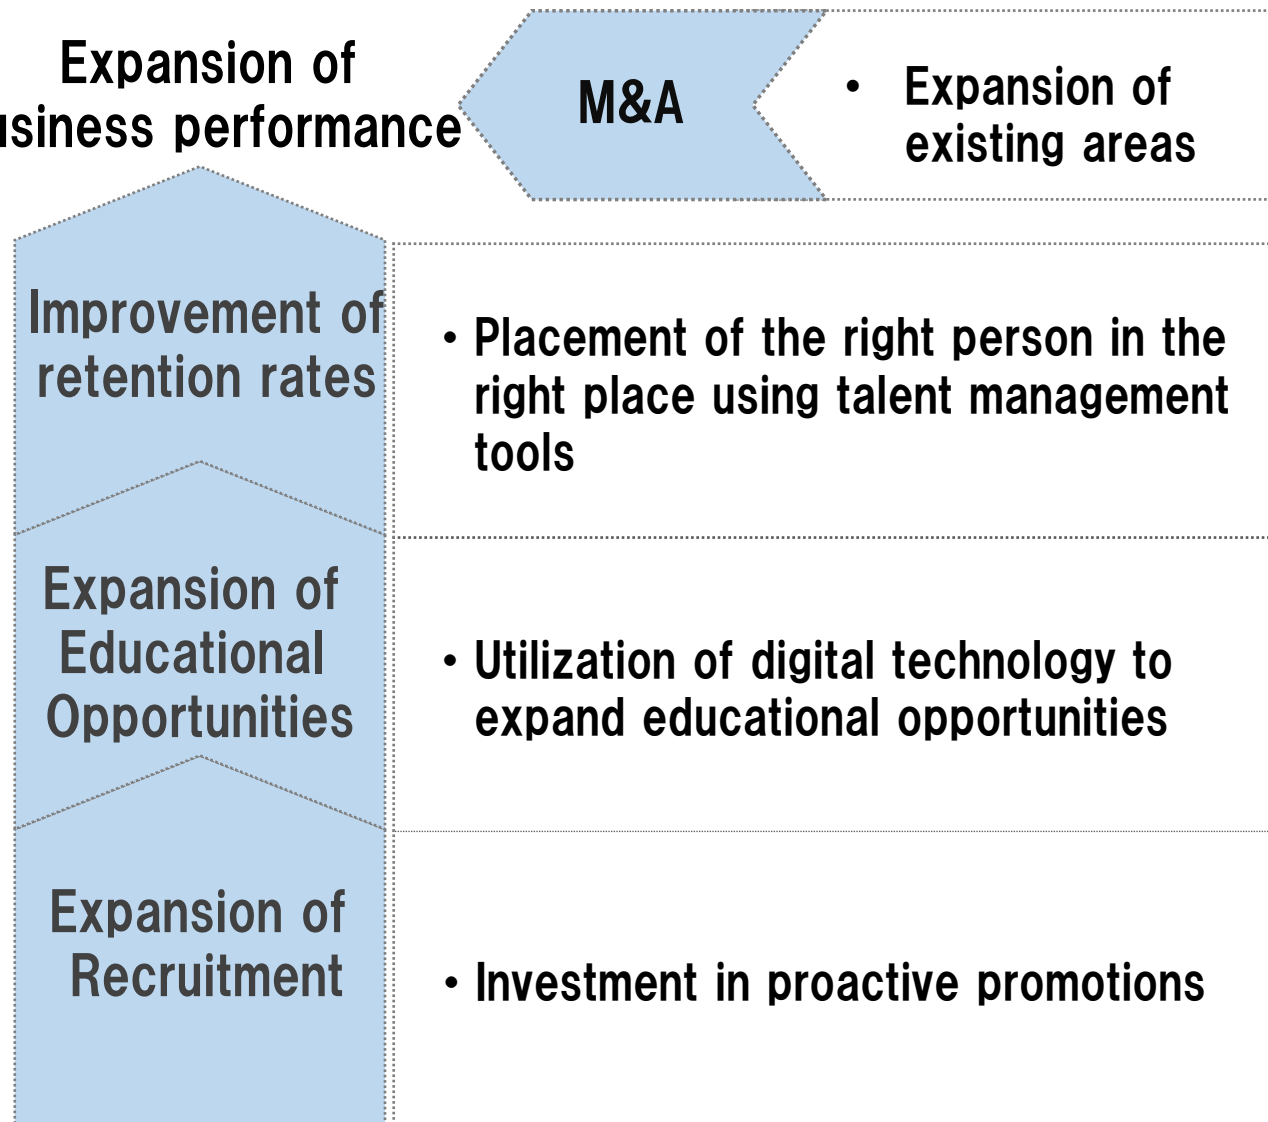 Expansion of
usiness performance
M&A
• Expansion of
existing areas
Improvement of
retention rates
• Placement of the right person in the
right place using talent management
tools
Expansion of
Educational
Opportunities
• Utilization of digital technology to
expand educational opportunities
Expansion of
Recruitment
• Investment in proactive promotions